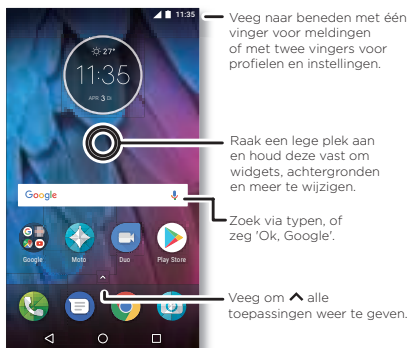 11:35
Veeg naar beneden met één
vinger voor meldingen
of met twee vingers voor
profielen en instellingen.
27°
11:35
APR 3 DI
Raak een lege plek aan
en houd deze vast om
widgets, achtergronden
en meer te wijzigen.
Google
Zoek via typen, of
zeg 'Ok, Google'.
Google Moto Duo Play Store
Veeg om alle
toepassingen weer te geven.